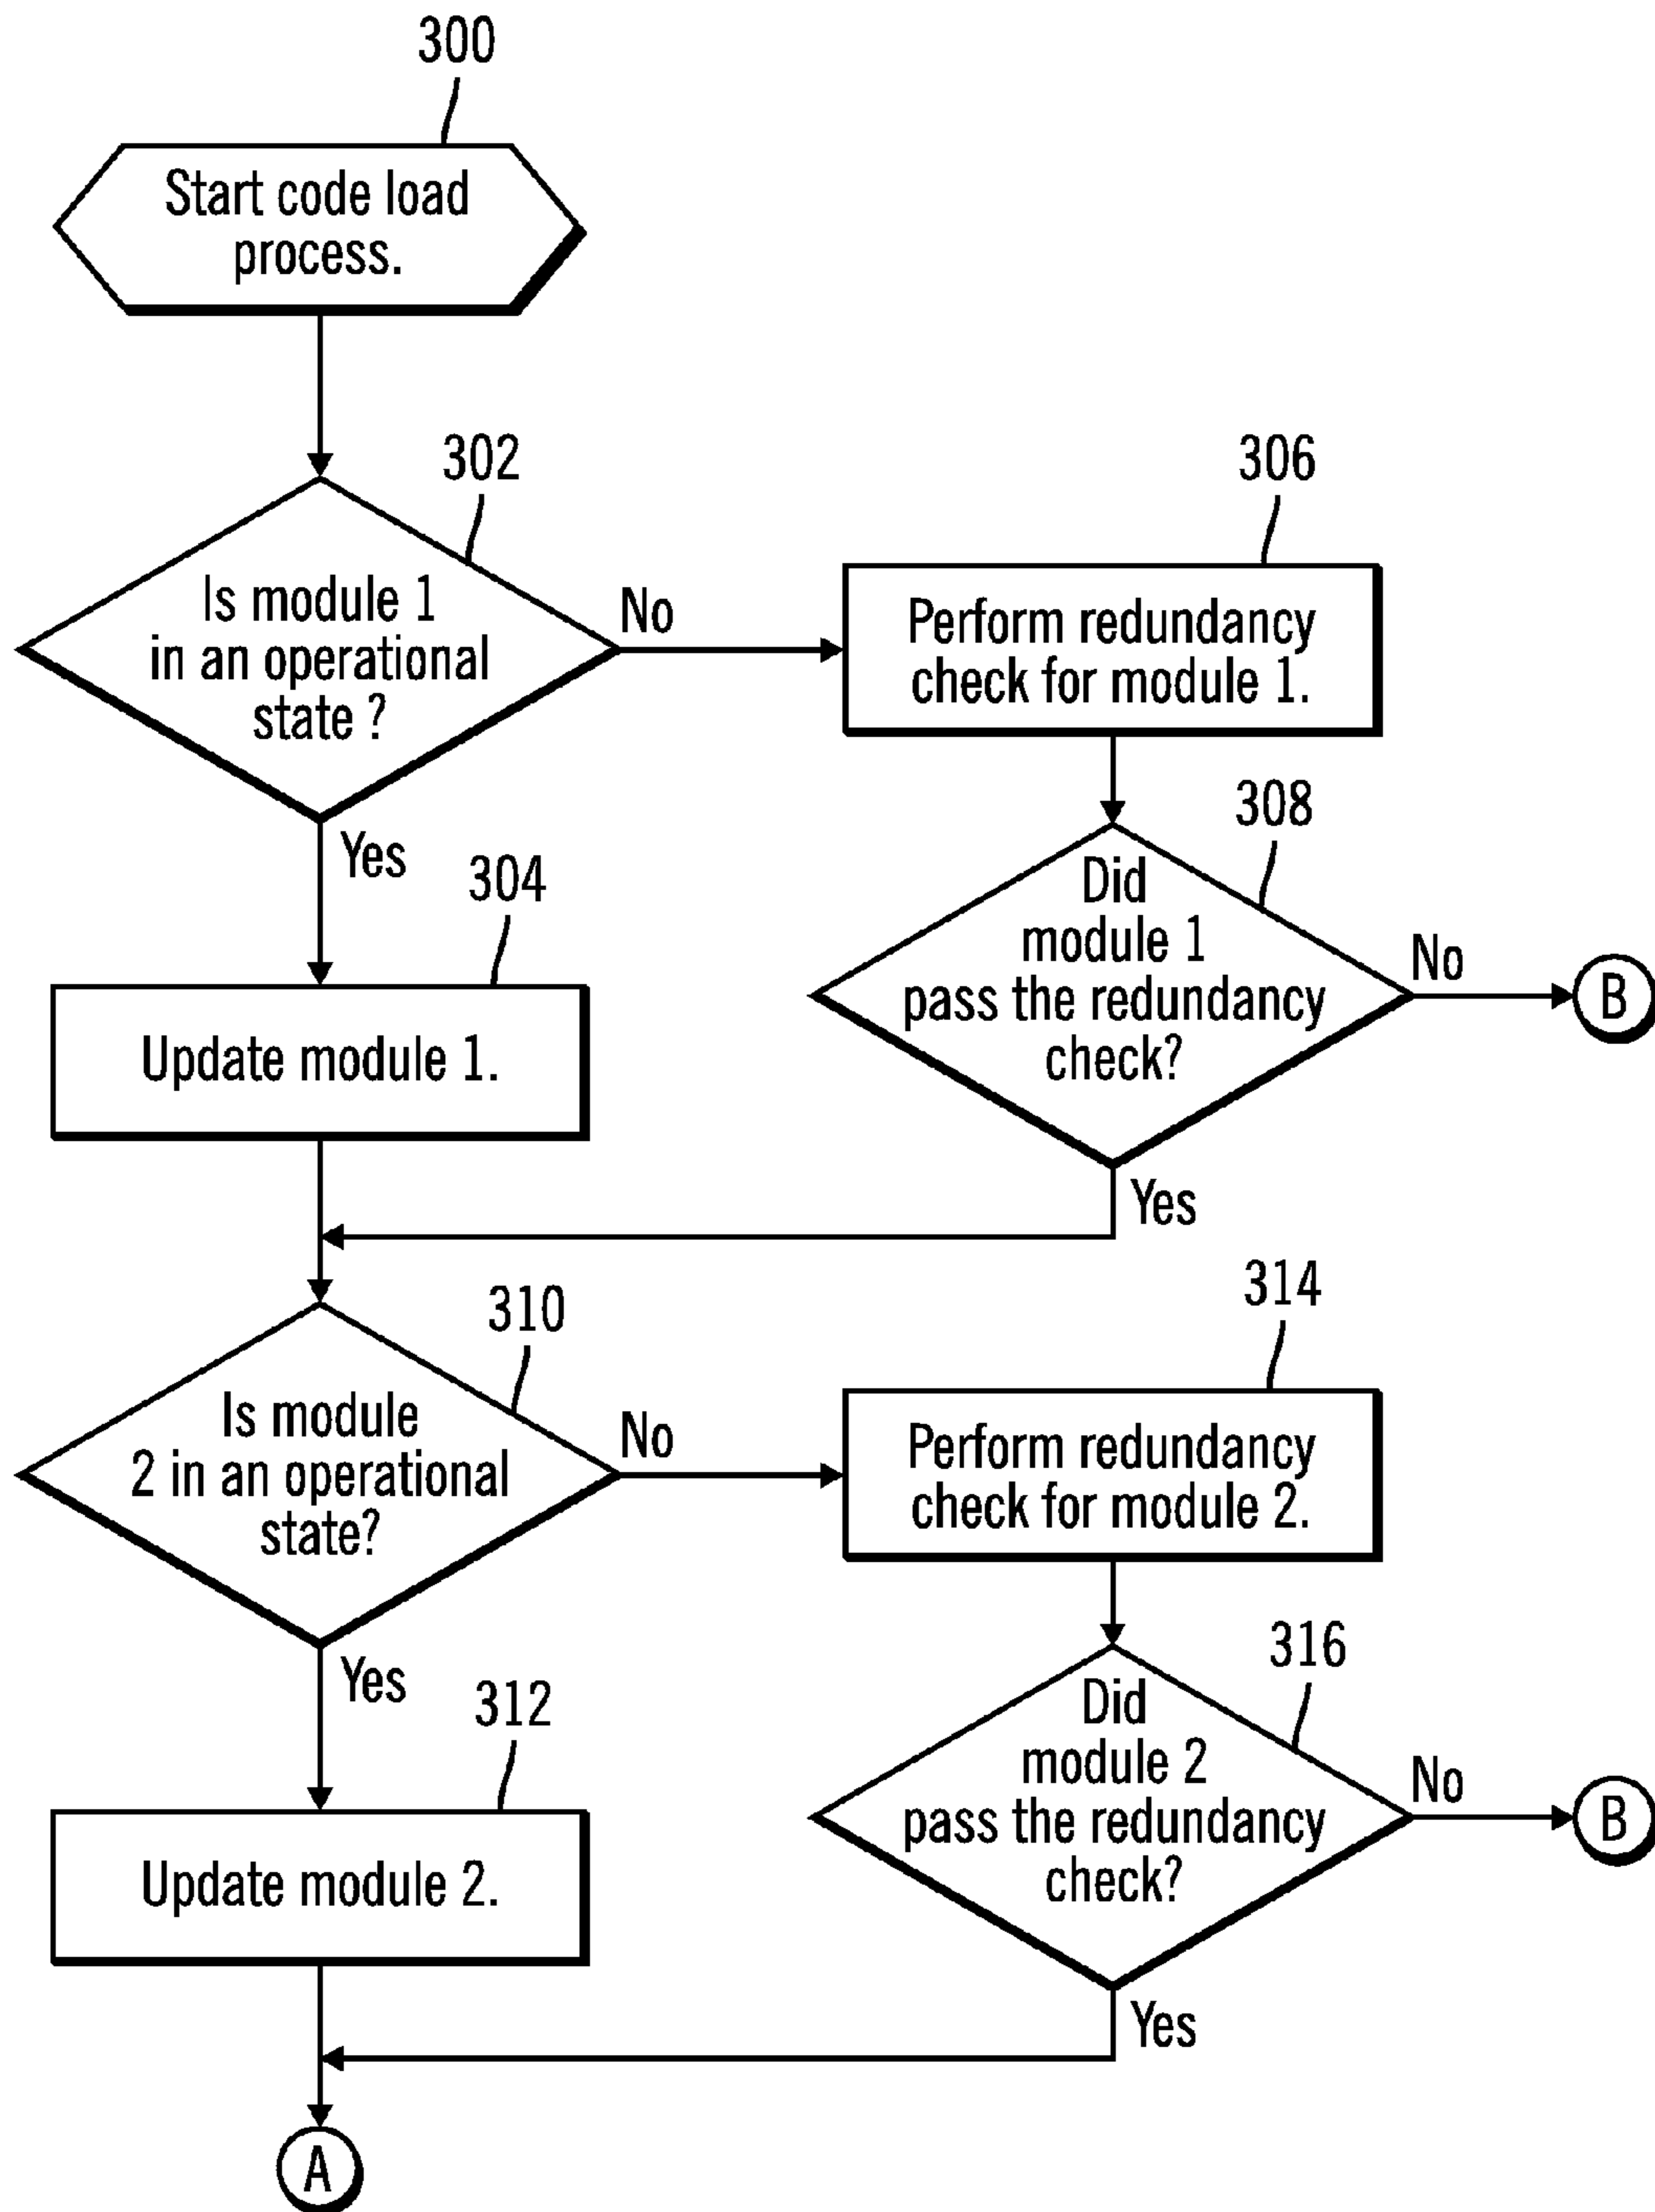 300
Start code load
process.
302
Is module 1
in an operational
state ?
No
306
Perform redundancy
check for module 1.
Yes
304
Update module 1.
308
Did
module 1
pass the redundancy
check?
No
B
Yes
310
Is module
2 in an operational
state?
No
314
Perform redundancy
check for module 2.
Yes
312
Update module 2.
316
Did
module 2
pass the redundancy
check?
No
B
Yes
A